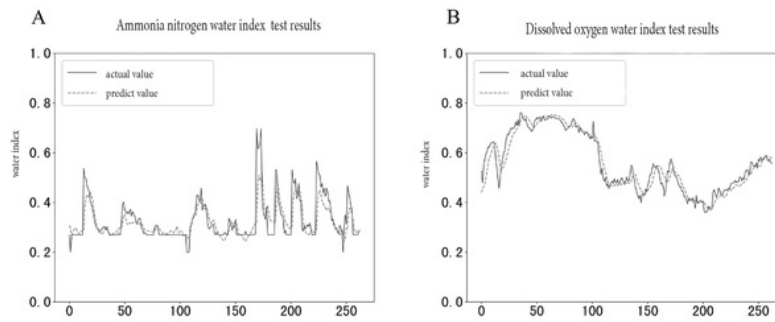 A
Ammonia nitrogen water index test results
1.0
0.8
0.6
0.4
0.2
0.0
water index
actual value
predict value
0
50
100
150
200
250
B
Dissolved oxygen water index test results
1.0
0.8
0.6
0.4
0.2
0.0
water index
actual value
predict value
0
50
100
150
200
250